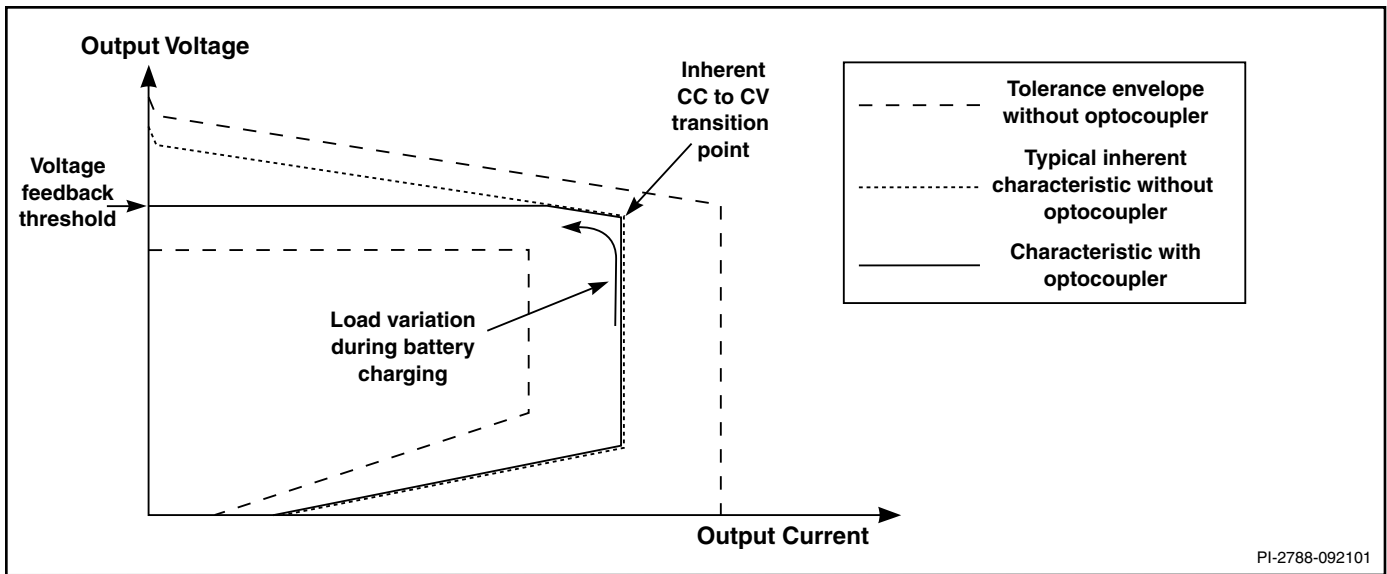 Output Voltage
Inherent
CC to CV
transition
point
Voltage
feedback
threshold
Load variation
during battery
charging
Output Current
Tolerance envelope
without optocoupler
Typical inherent
characteristic without
optocoupler
Characteristic with
optocoupler
PI-2788-092101